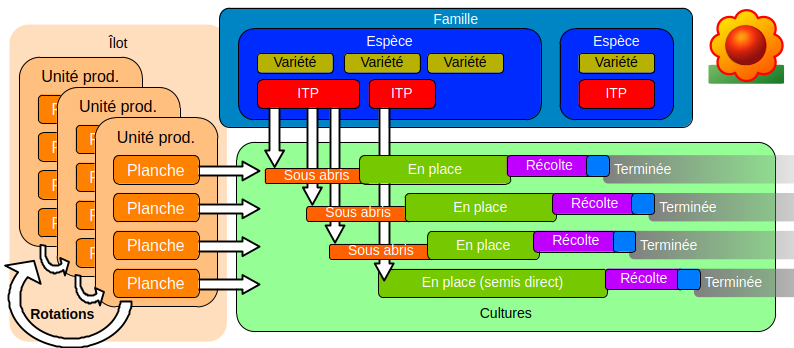 Famille
Îlot
Espèce
Espèce
Variété
Variété
Variété
Variété
Unité prod.
ITP
ITP
ITP
Unité prod.
Unité prod.
Planche
Sous abris
En place
Récolte
Terminée
Planche
Sous abris
En place
Récolte
Terminée
Planche
Sous abris
En place
Récolte
Terminée
Planche
En place (semis direct)
Récolte
Terminée
Rotations
Cultures